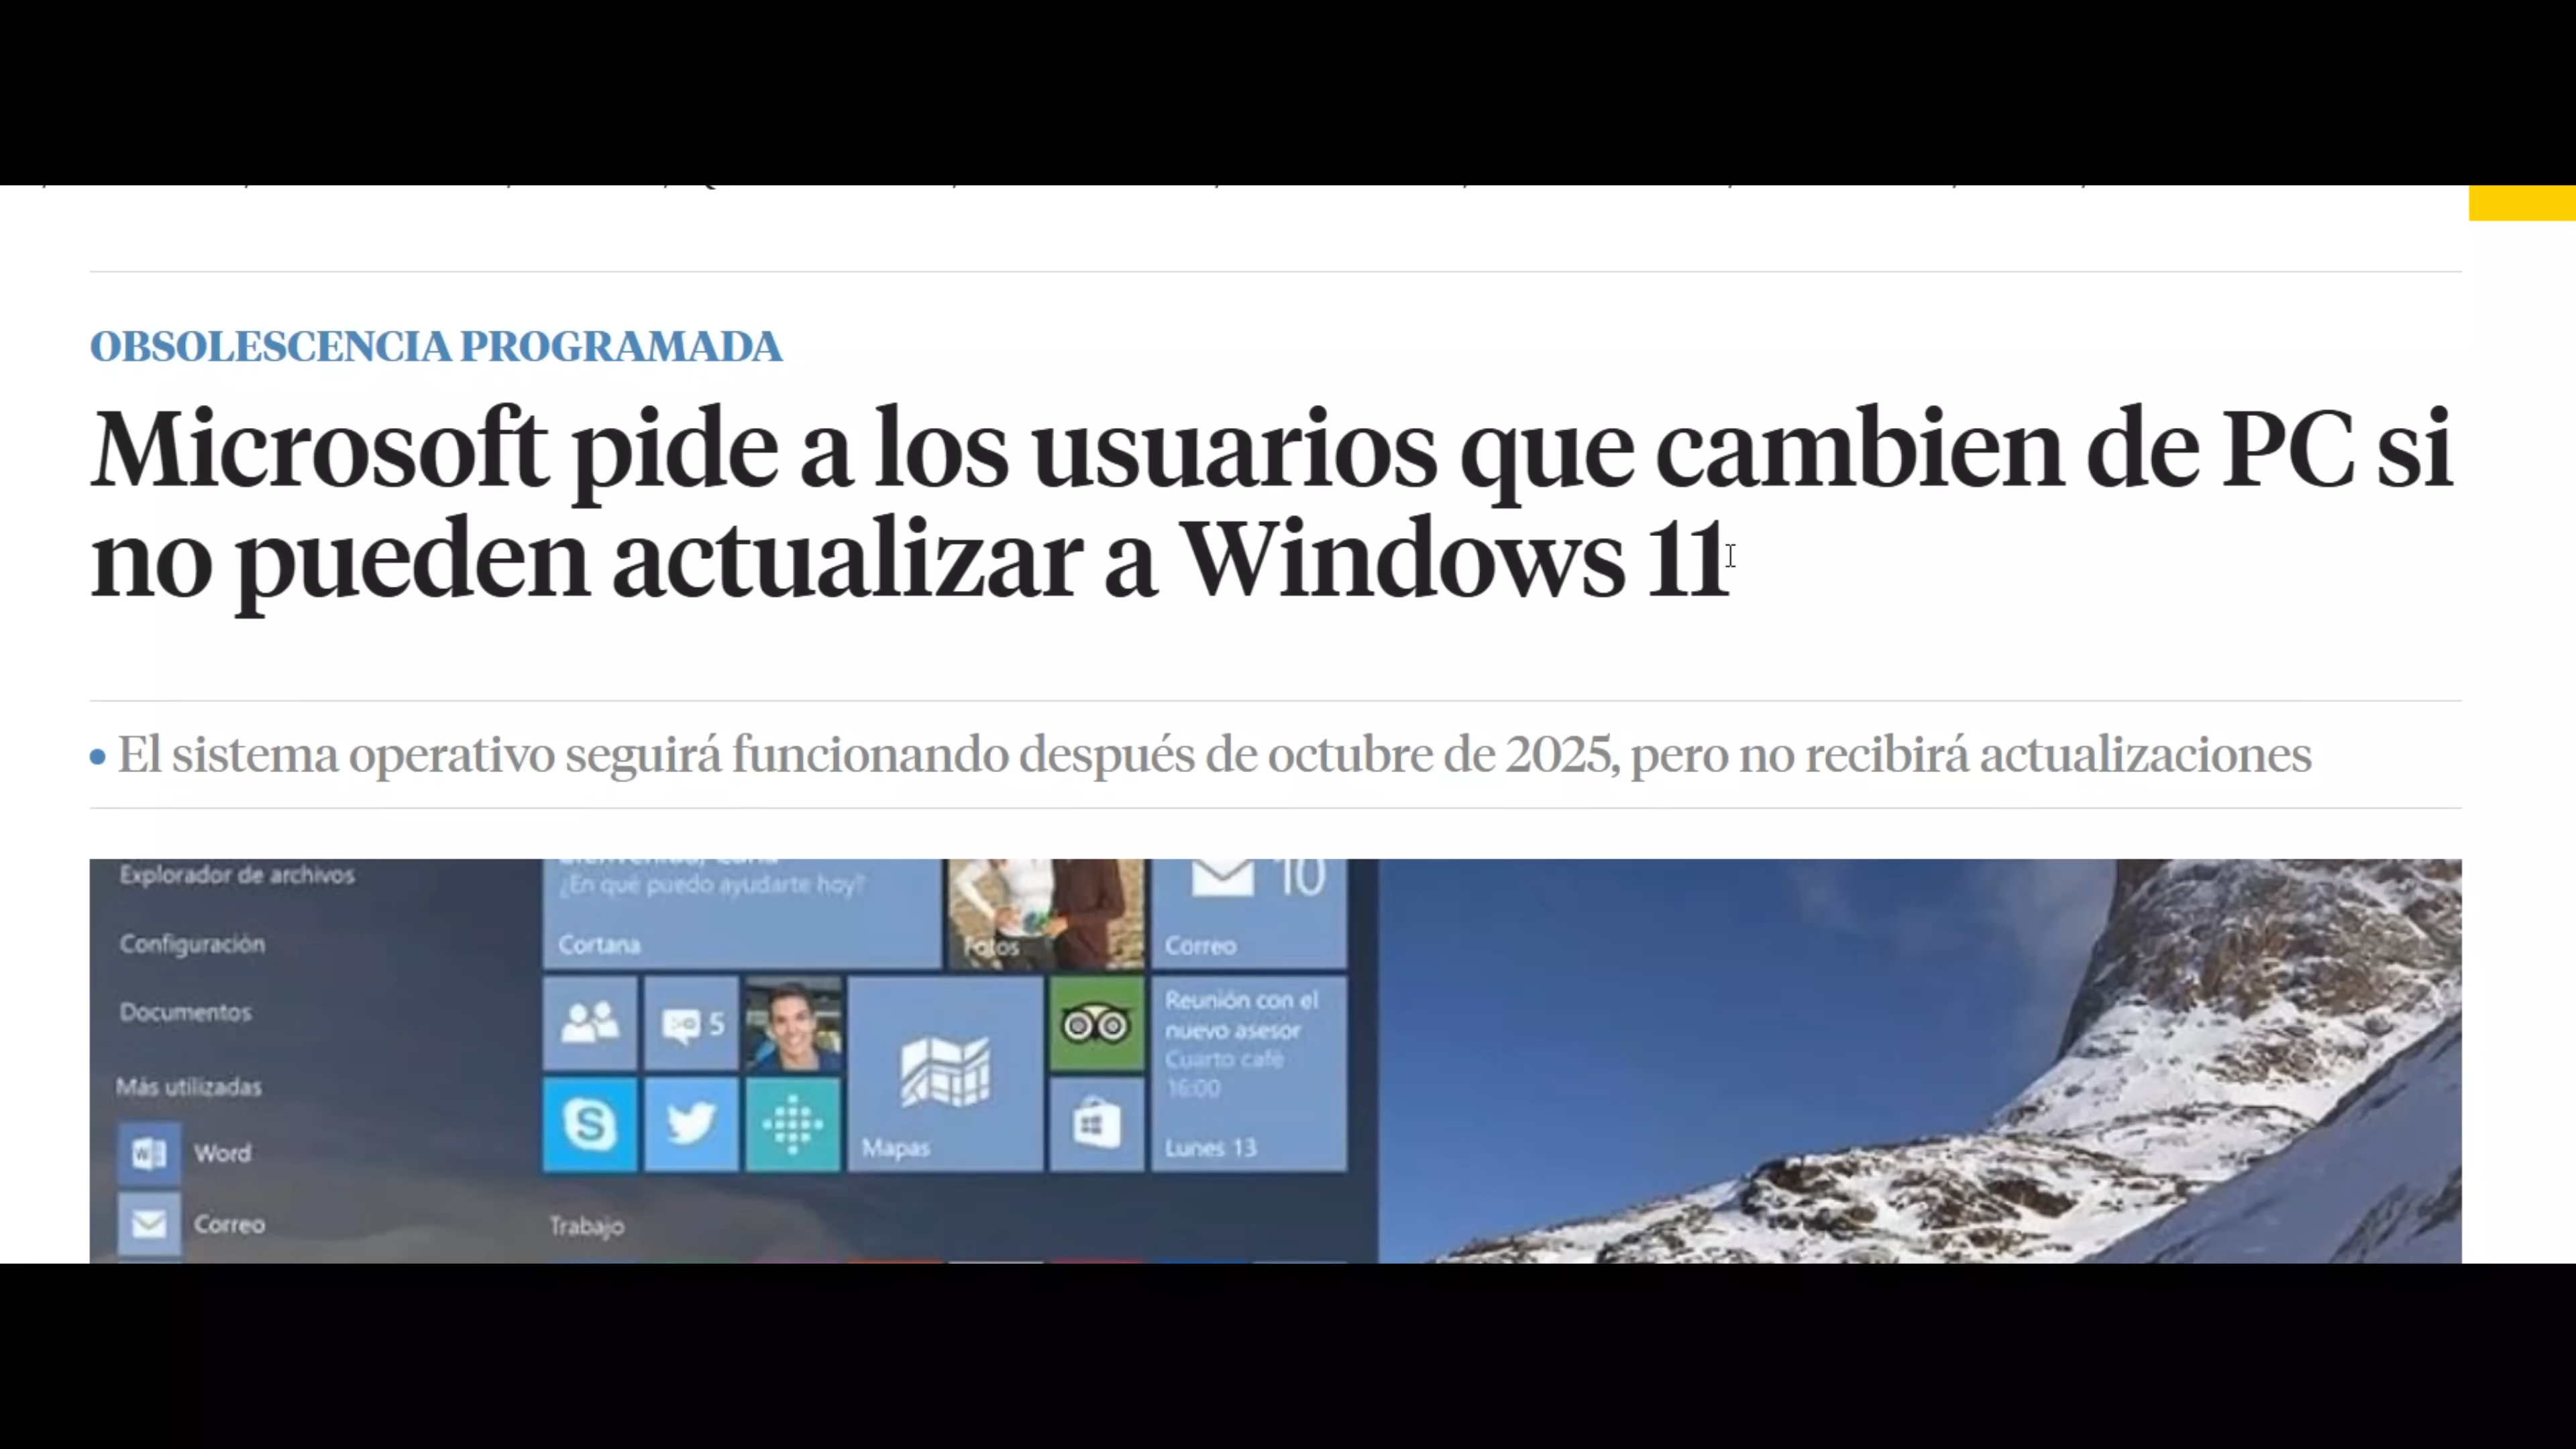 OBSOLESCENCIA PROGRAMADA
Microsoft pide a los usuarios que cambien de PC si
no pueden actualizar a Windows 11
• El sistema operativo seguirá funcionando después de octubre de 2025, pero no recibirá actualizaciones
Explorador de archivos
Configuración
Documentos
Más utilizadas
Word
Correo
¿En qué puedo ayudarte hoy?
Cortana
Fotos
10
Correo
5
Mapas
Reunión con el
nuevo asesor
Cuarto café
16:00
Lunes 13
Trabajo